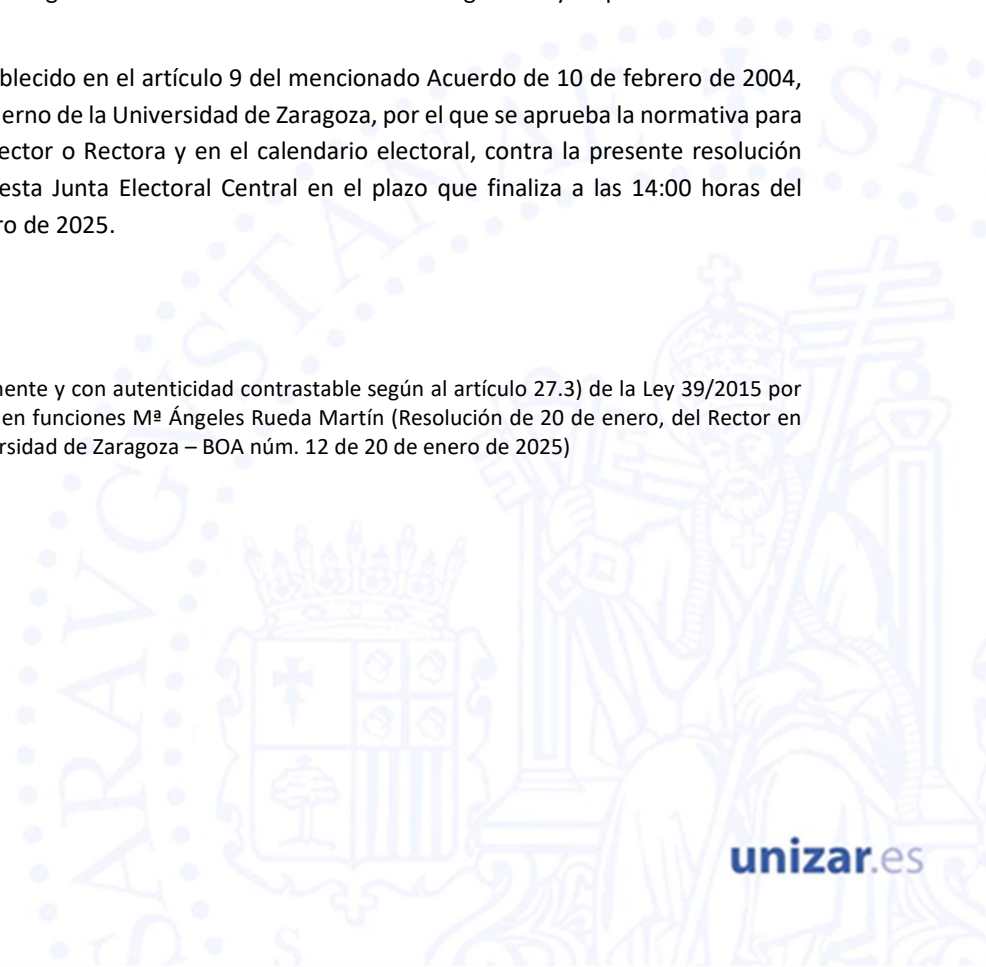 blecido en el artículo 9 del mencionado Acuerdo de 10 de febrero de 2004,
erno de la Universidad de Zaragoza, por el que se aprueba la normativa para
ector o Rectora y en el calendario electoral, contra la presente resolución
esta Junta Electoral Central en el plazo que finaliza a las 14:00 horas del
ro de 2025.
nente y con autenticidad contrastable según al artículo 27.3) de la Ley 39/2015 por
en funciones Mª Ángeles Rueda Martín (Resolución de 20 de enero, del Rector en
rsidad de Zaragoza – BOA núm. 12 de 20 de enero de 2025)
unizar.es